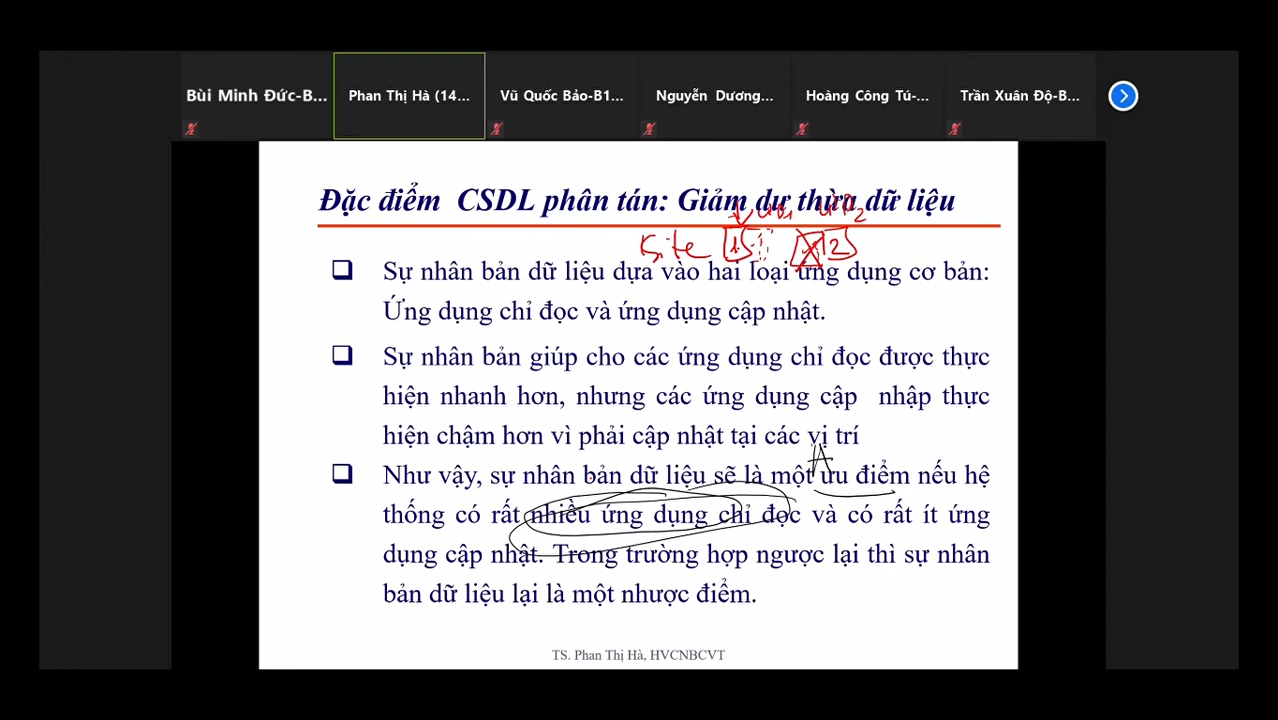 Bùi Minh Đức-B...
Phan Thị Hà (14...
Vũ Quốc Bảo-B1...
Nguyễn Dương...
Hoàng Công Tú-...
Trần Xuân Độ-B...
Đặc điểm CSDL phân tán: Giảm dư thừa dữ liệu
Site 1 2
Sự nhân bản dữ liệu dựa vào hai loại ứng dụng cơ bản:
Ứng dụng chỉ đọc và ứng dụng cập nhật.
Sự nhân bản giúp cho các ứng dụng chỉ đọc được thực
hiện nhanh hơn, nhưng các ứng dụng cập nhập thực
hiện chậm hơn vì phải cập nhật tại các vị trí
A
Như vậy, sự nhân bản dữ liệu sẽ là một ưu điểm nếu hệ
thống có rất nhiều ứng dụng chỉ đọc và có rất ít ứng
dụng cập nhật. Trong trường hợp ngược lại thì sự nhân
bản dữ liệu lại là một nhược điểm.
TS. Phan Thị Hà, HVCNBCVT